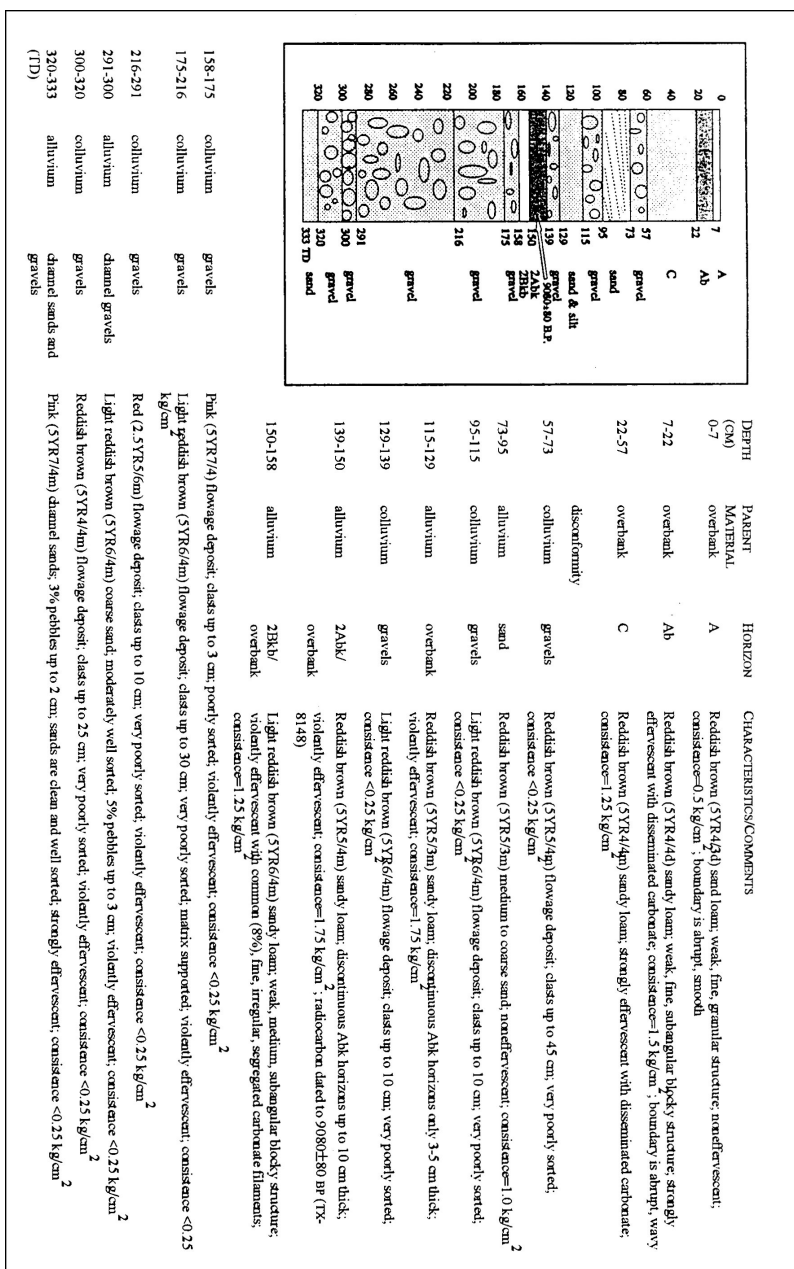 0
20
40
60
80
100
120
140
160
180
200
220
240
260
280
300
320
A
7
Ab
22
C
57
gravel
73
sand
95
gravel
115
sand & silt
129
gravel
139
9080±80 B.P.
2Abk
150
2Bkb
158
gravel
175
gravel
216
gravel
291
gravel
300
gravel
320
sand
333 TD
DEPTH PARENT HORIZON CHARACTERISTICS/COMMENTS
(CM) MATERIAL
0-7 overbank A Reddish brown (5YR4/3d) sand loam; weak, fine, granular structure; noneffervescent;
consistence=0.5 kg/cm2; boundary is abrupt, smooth
7-22 overbank Ab Reddish brown (5YR4/4d) sandy loam; weak, fine, subangular blocky structure; strongly
effervescent with disseminated carbonate; consistence=1.5 kg/cm2; boundary is abrupt, wavy
22-57 overbank C Reddish brown (5YR4/4m) sandy loam; strongly effervescent with disseminated carbonate;
consistence=1.25 kg/cm2
disconformity
57-73 colluvium gravels Reddish brown (5YR5/4m) flowage deposit; clasts up to 45 cm; very poorly sorted;
consistence <0.25 kg/cm2
73-95 alluvium sand Reddish brown (5YR5/3m) medium to coarse sand; noneffervescent; consistence=1.0 kg/cm2
95-115 colluvium gravels Light reddish brown (5YR6/4m) flowage deposit; clasts up to 10 cm; very poorly sorted;
consistence <0.25 kg/cm2
115-129 alluvium overbank Reddish brown (5YR5/3m) sandy loam; discontinuous Abk horizons only 3-5 cm thick;
violently effervescent; consistence=1.75 kg/cm2
129-139 colluvium gravels Light reddish brown (5YR6/4m) flowage deposit; clasts up to 10 cm; very poorly sorted;
consistence <0.25 kg/cm2
139-150 alluvium 2Abk/ Reddish brown (5YR5/4m) sandy loam; discontinuous Abk horizons up to 10 cm thick;
overbank violently effervescent; consistence=1.75 kg/cm2; radiocarbon dated to 9080±80 BP (TX-
8148)
150-158 alluvium 2Bkb/ Light reddish brown (5YR6/4m) sandy loam; weak, medium, subangular blocky structure;
overbank violently effervescent with common (8%), fine, irregular, segregated carbonate filaments;
consistence=1.25 kg/cm2
158-175 colluvium gravels Pink (5YR7/4) flowage deposit; clasts up to 3 cm; poorly sorted; violently effervescent; consistence <0.25 kg/cm2
175-216 colluvium gravels Light reddish brown (5YR6/4m) flowage deposit; clasts up to 30 cm; very poorly sorted; matrix supported; violently effervescent; consistence <0.25
kg/cm2
216-291 colluvium gravels Red (2.5YR5/6m) flowage deposit; clasts up to 10 cm; very poorly sorted; violently effervescent; consistence <0.25 kg/cm2
291-300 alluvium channel gravels Light reddish brown (5YR6/4m) coarse sand; moderately well sorted; 5% pebbles up to 3 cm; violently effervescent; consistence <0.25 kg/cm2
300-320 colluvium gravels Reddish brown (5YR4/4m) flowage deposit; clasts up to 25 cm; very poorly sorted; violently effervescent; consistence <0.25 kg/cm2
320-333 alluvium channel sands and Pink (5YR7/4m) channel sands; 3% pebbles up to 2 cm; sands are clean and well sorted; strongly effervescent; consistence <0.25 kg/cm2
(TD) gravels